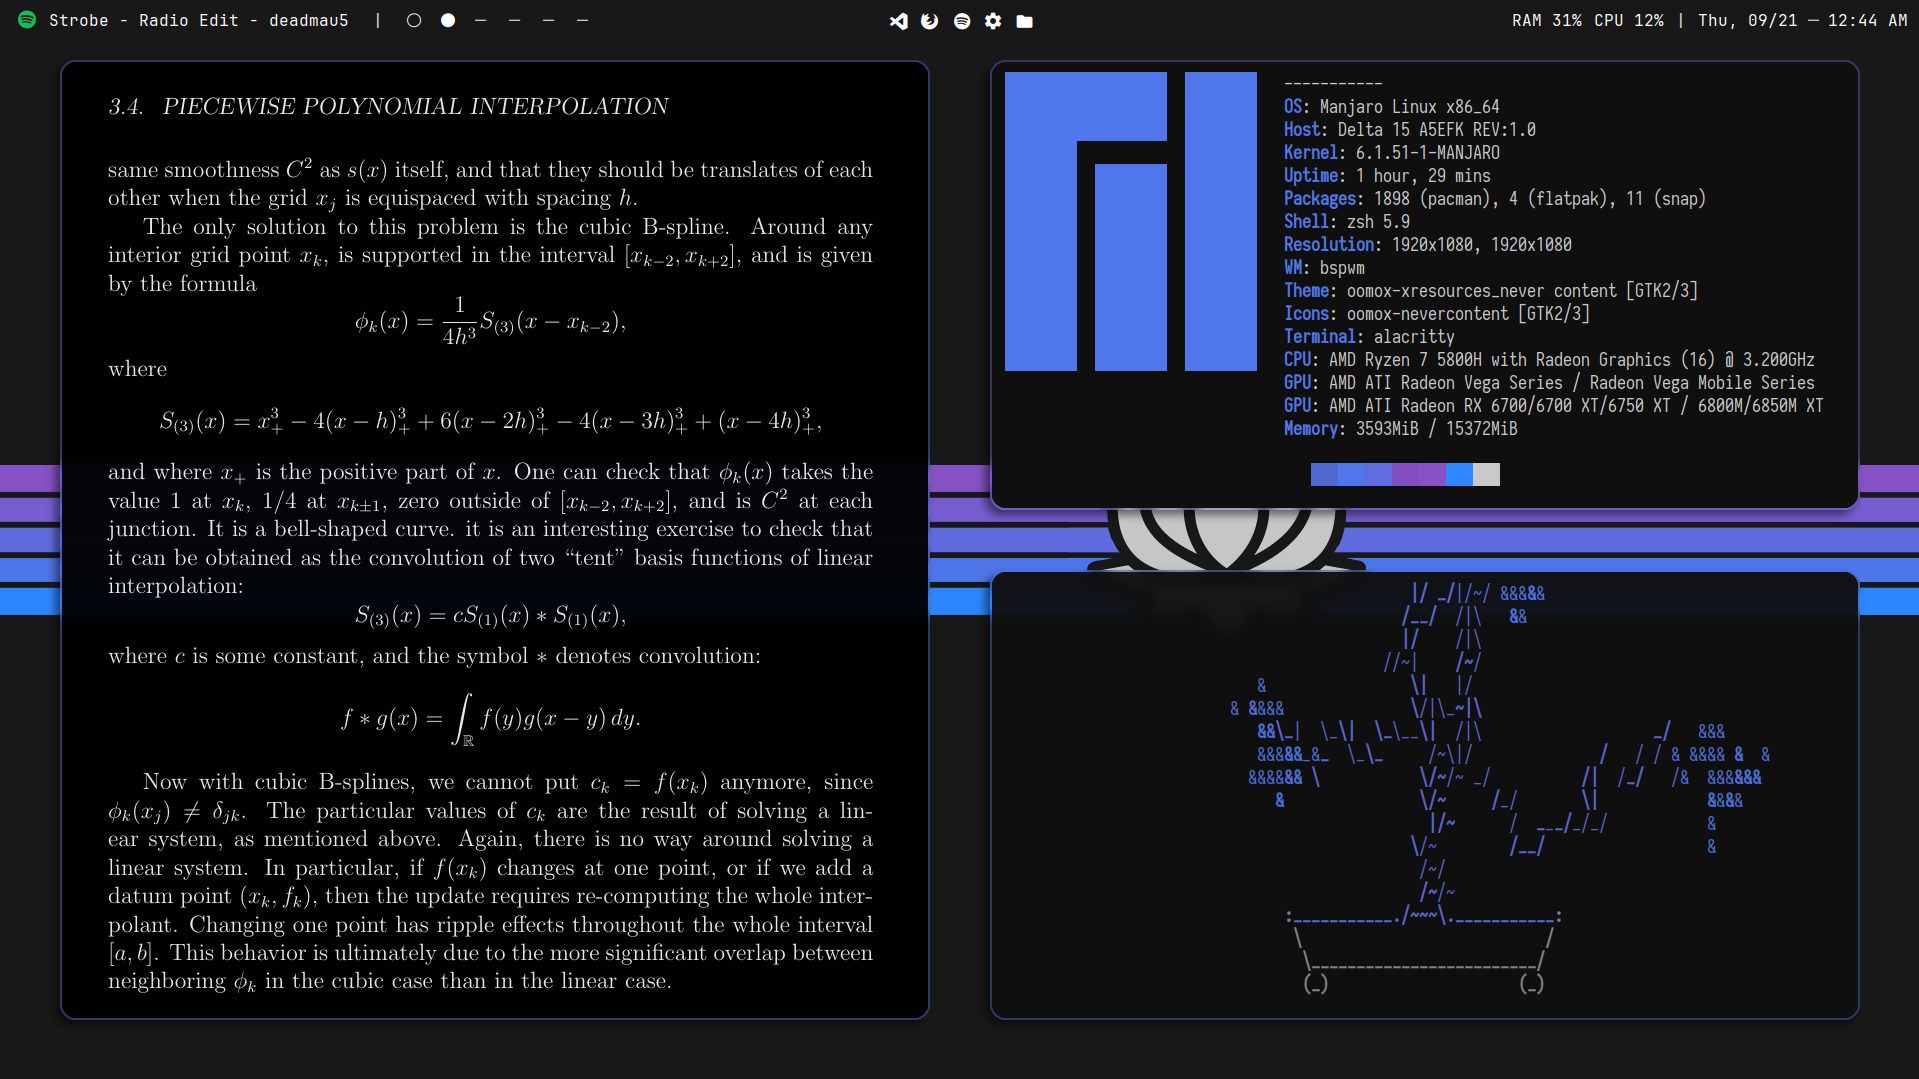 Strobe - Radio Edit - deadmau5 |
RAM 31% CPU 12% | Thu, 09/21 — 12:44 AM
3.4. PIECEWISE POLYNOMIAL INTERPOLATION
same smoothness C² as s(x) itself, and that they should be translates of each
other when the grid x_j is equispaced with spacing h.
The only solution to this problem is the cubic B-spline. Around any
interior grid point x_k, is supported in the interval [x_{k−2}, x_{k+2}], and is given
by the formula
ϕ_k(x) = 1/(4h³) S_(3)(x − x_{k−2}),
where
S_(3)(x) = x_+^3 − 4(x − h)_+^3 + 6(x − 2h)_+^3 − 4(x − 3h)_+^3 + (x − 4h)_+^3,
and where x_+ is the positive part of x. One can check that ϕ_k(x) takes the
value 1 at x_k, 1/4 at x_{k±1}, zero outside of [x_{k−2}, x_{k+2}], and is C² at each
junction. It is a bell-shaped curve. it is an interesting exercise to check that
it can be obtained as the convolution of two “tent” basis functions of linear
interpolation:
S_(3)(x) = cS_(1)(x) ∗ S_(1)(x),
where c is some constant, and the symbol ∗ denotes convolution:
f ∗ g(x) = ∫_ℝ f(y)g(x − y) dy.
Now with cubic B-splines, we cannot put c_k = f(x_k) anymore, since
ϕ_k(x_j) ≠ δ_{jk}. The particular values of c_k are the result of solving a lin-
ear system, as mentioned above. Again, there is no way around solving a
linear system. In particular, if f(x_k) changes at one point, or if we add a
datum point (x_k, f_k), then the update requires re-computing the whole inter-
polant. Changing one point has ripple effects throughout the whole interval
[a, b]. This behavior is ultimately due to the more significant overlap between
neighboring ϕ_k in the cubic case than in the linear case.
-----------
OS: Manjaro Linux x86_64
Host: Delta 15 A5EFK REV:1.0
Kernel: 6.1.51-1-MANJARO
Uptime: 1 hour, 29 mins
Packages: 1898 (pacman), 4 (flatpak), 11 (snap)
Shell: zsh 5.9
Resolution: 1920x1080, 1920x1080
WM: bspwm
Theme: oomox-xresources_never content [GTK2/3]
Icons: oomox-nevercontent [GTK2/3]
Terminal: alacritty
CPU: AMD Ryzen 7 5800H with Radeon Graphics (16) @ 3.200GHz
GPU: AMD ATI Radeon Vega Series / Radeon Vega Mobile Series
GPU: AMD ATI Radeon RX 6700/6700 XT/6750 XT / 6800M/6850M XT
Memory: 3593MiB / 15372MiB